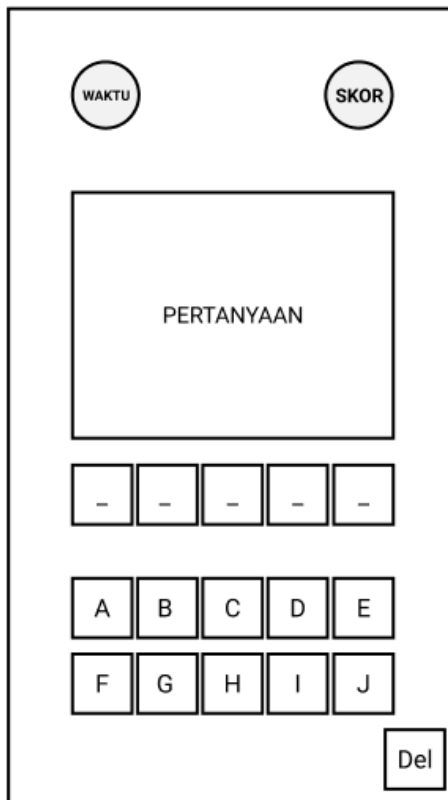 WAKTU SKOR
PERTANYAAN
_ _ _ _ _
A B C D E
F G H I J
Del